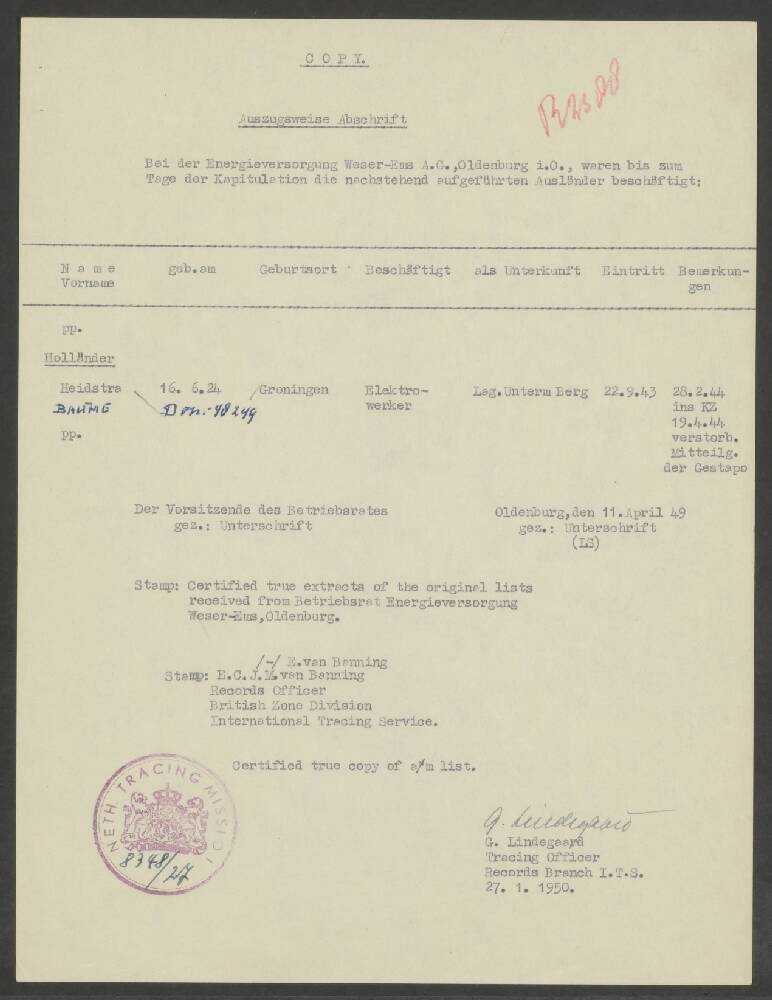 COPY.
Auszugsweise Abschrift
Bei der Energieversorgung Weser-Ems A.G.,Oldenburg i.O., waren bis zum
Tage der Kapitulation die nachstehend aufgeführten Ausländer beschäftigt:
Name geb.am Geburtsort Beschäftigt als Unterkunft Eintritt Bemerkun-
Vorname gen
pp.
Holländer
Heidstra 16. 6.24 Groningen Elektro- Lag.Unterm Berg 22.9.43 28.2.44
BAUME 48249 werker ins KZ
19.4.44
pp. verstorb.
Mitteilg.
der Gestapo
Der Vorsitzende des Betriebsrates Oldenburg,den 11.April 49
gez.: Unterschrift gez.: Unterschrift
(LS)
Stamp: Certified true extracts of the original lists
received from Betriebsrat Energieversorgung
Weser-Ems,Oldenburg.
/-/ E.van Banning
Stamp: E.C.J.M.van Banning
Records Officer
British Zone Division
International Tracing Service.
Certified true copy of a/m list.
NETH. TRACING MISSION
8348/27
G. Lindegaard
G. Lindegaard
Tracing Officer
Records Branch I.T.S.
27. 1. 1950.